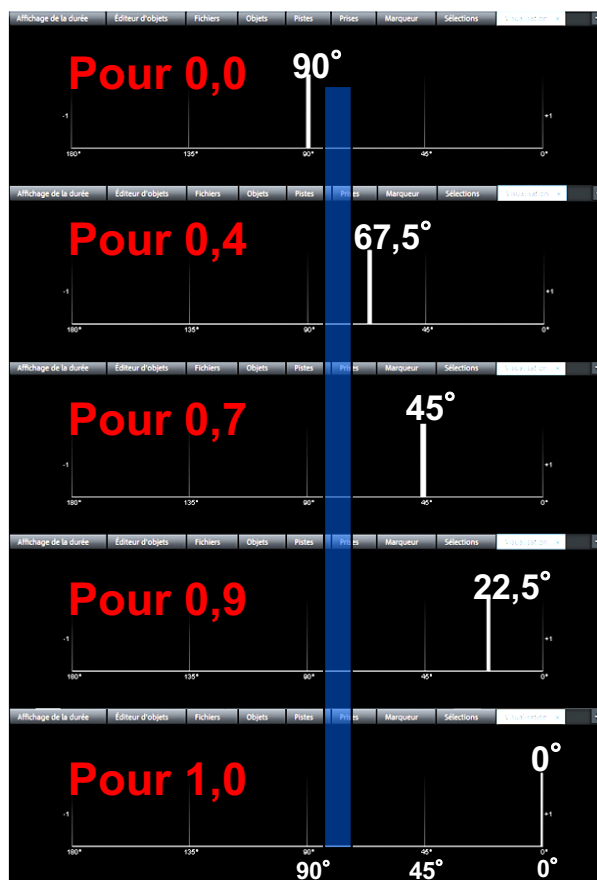 Affichage de la durée Éditeur d'objets Fichiers Objets Pistes Prises Marqueur Sélections
Pour 0,0 90°
-1 +1
180° 135° 90° 45° 0°
Affichage de la durée Éditeur d'objets Fichiers Objets Pistes Prises Marqueur Sélections
Pour 0,4 67,5°
-1 +1
180° 135° 90° 45° 0°
Affichage de la durée Éditeur d'objets Fichiers Objets Pistes Prises Marqueur Sélections
Pour 0,7 45°
-1 +1
180° 135° 90° 45° 0°
Affichage de la durée Éditeur d'objets Fichiers Objets Pistes Prises Marqueur Sélections
Pour 0,9 22,5°
-1 +1
180° 135° 90° 45° 0°
Affichage de la durée Éditeur d'objets Fichiers Objets Pistes Prises Marqueur Sélections
Pour 1,0 0°
-1 +1
180° 135° 90° 45° 0°
90° 45° 0°